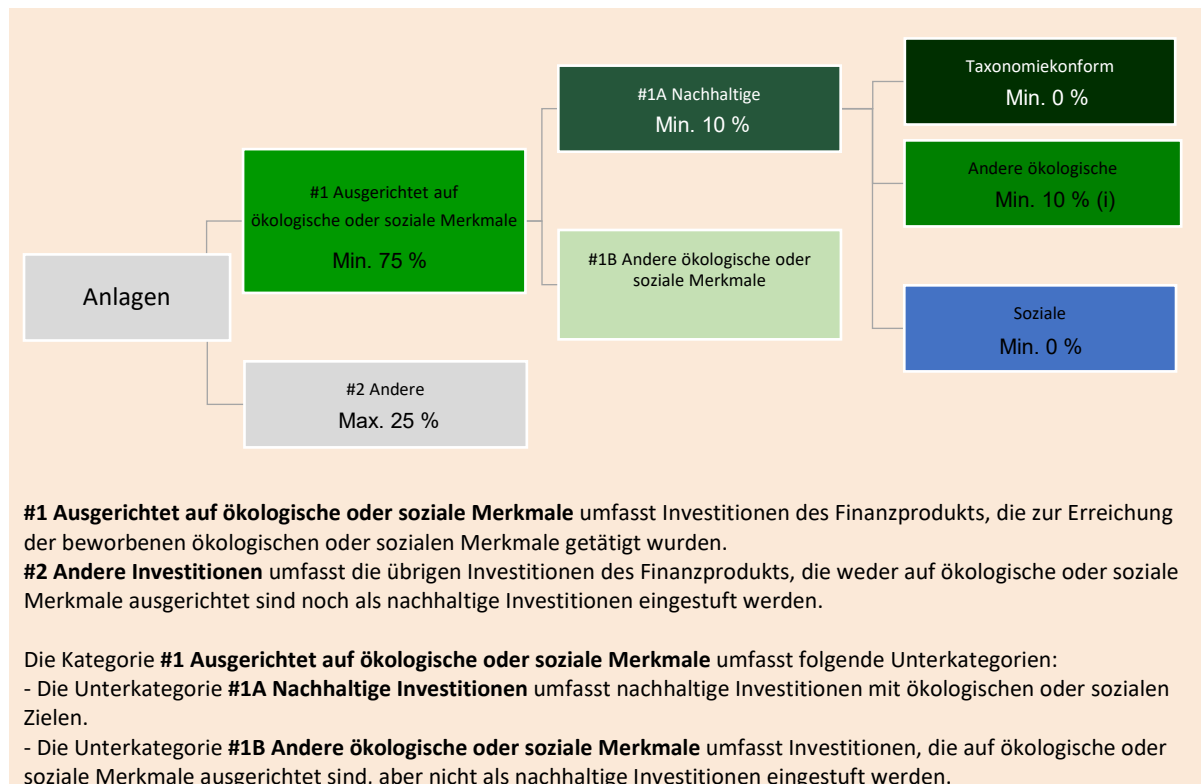 Anlagen
#1 Ausgerichtet auf
ökologische oder soziale Merkmale
Min. 75 %
#2 Andere
Max. 25 %
#1A Nachhaltige
Min. 10 %
#1B Andere ökologische oder
soziale Merkmale
Taxonomiekonform
Min. 0 %
Andere ökologische
Min. 10 % (i)
Soziale
Min. 0 %
#1 Ausgerichtet auf ökologische oder soziale Merkmale umfasst Investitionen des Finanzprodukts, die zur Erreichung
der beworbenen ökologischen oder sozialen Merkmale getätigt wurden.
#2 Andere Investitionen umfasst die übrigen Investitionen des Finanzprodukts, die weder auf ökologische oder soziale
Merkmale ausgerichtet sind noch als nachhaltige Investitionen eingestuft werden.
Die Kategorie #1 Ausgerichtet auf ökologische oder soziale Merkmale umfasst folgende Unterkategorien:
- Die Unterkategorie #1A Nachhaltige Investitionen umfasst nachhaltige Investitionen mit ökologischen oder sozialen
Zielen.
- Die Unterkategorie #1B Andere ökologische oder soziale Merkmale umfasst Investitionen, die auf ökologische oder
soziale Merkmale ausgerichtet sind, aber nicht als nachhaltige Investitionen eingestuft werden.